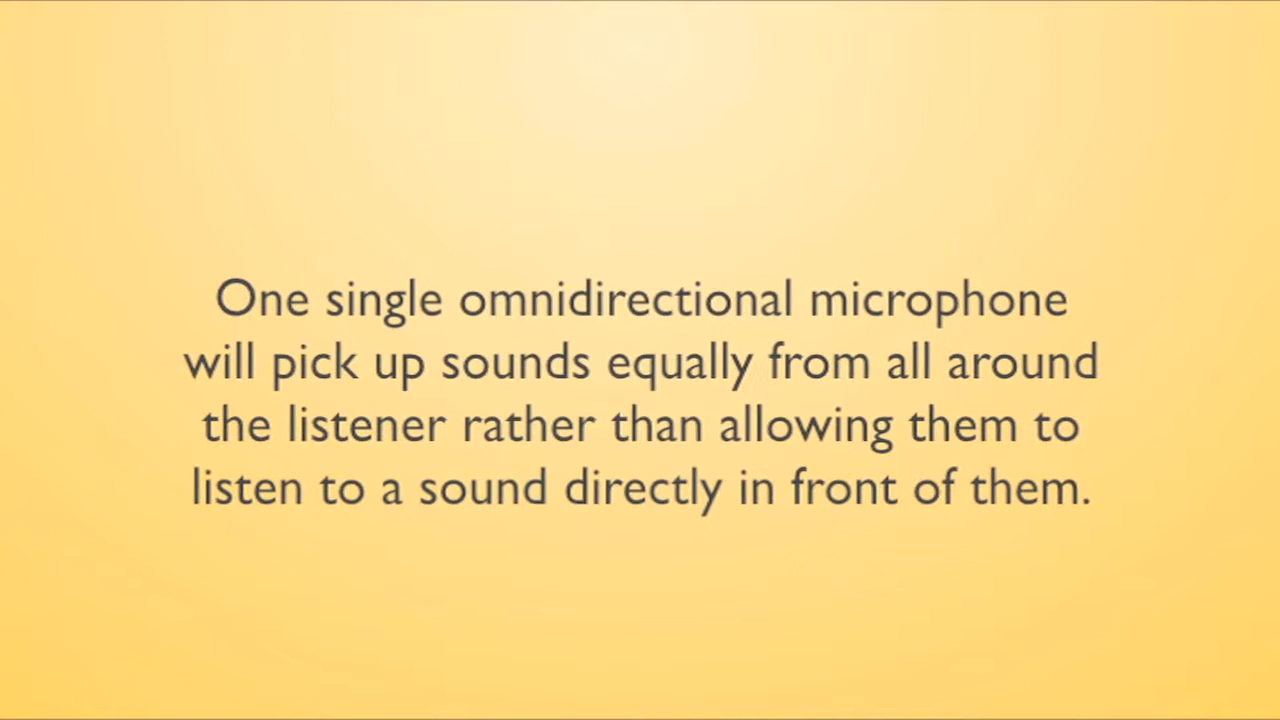 One single omnidirectional microphone
will pick up sounds equally from all around
the listener rather than allowing them to
listen to a sound directly in front of them.